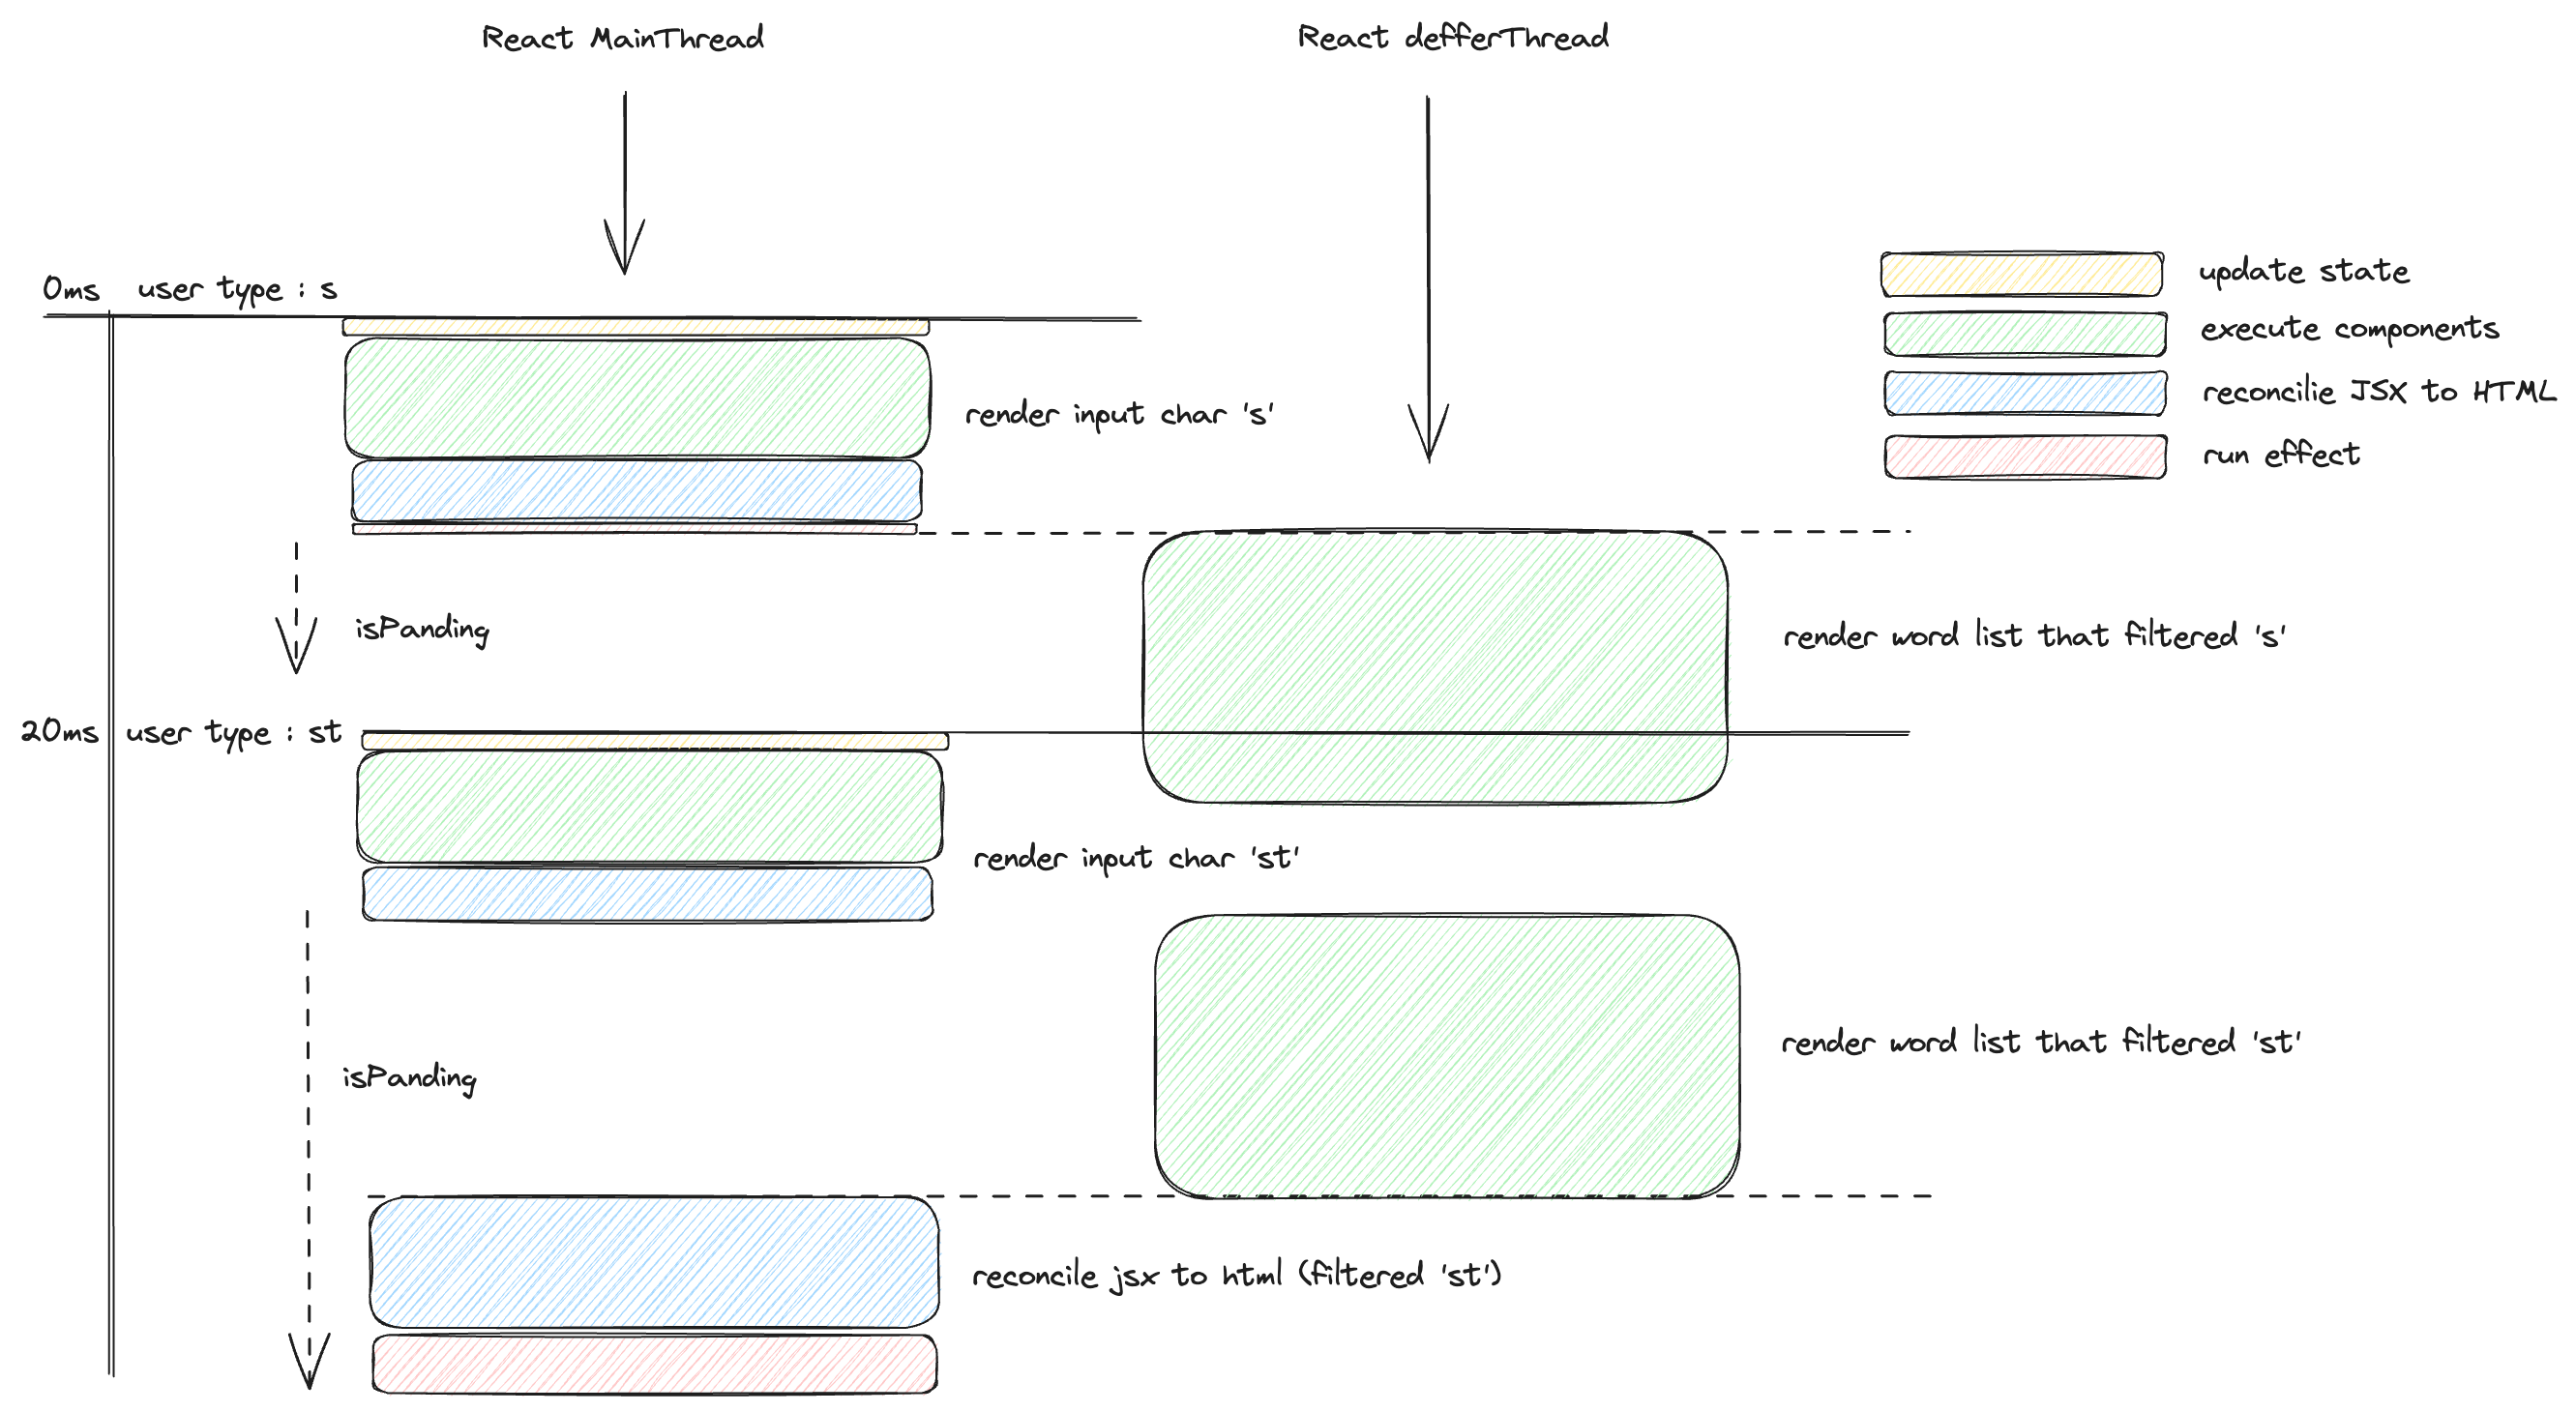 React MainThread
React defferThread
0ms user type : s
update state
execute components
reconcilie JSX to HTML
run effect
render input char 's'
isPanding
render word list that filtered 's'
20ms user type : st
render input char 'st'
render word list that filtered 'st'
isPanding
reconcile jsx to html (filtered 'st')